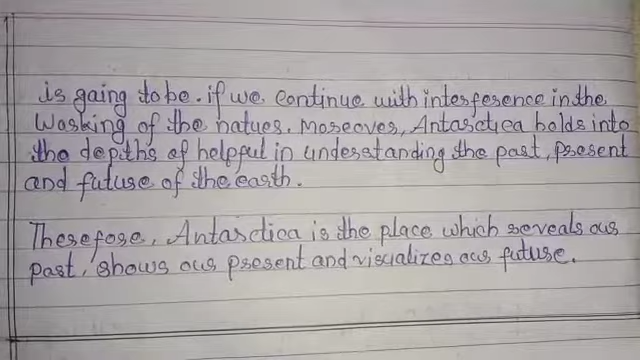 is going to be. if we continue with interference in the
working of the natures. Moreover, Antarctica holds into
the depths of helpful in understanding the past, present
and future of the earth.
Therefore, Antarctica is the place which reveals our
past, shows our present and visualizes our future.